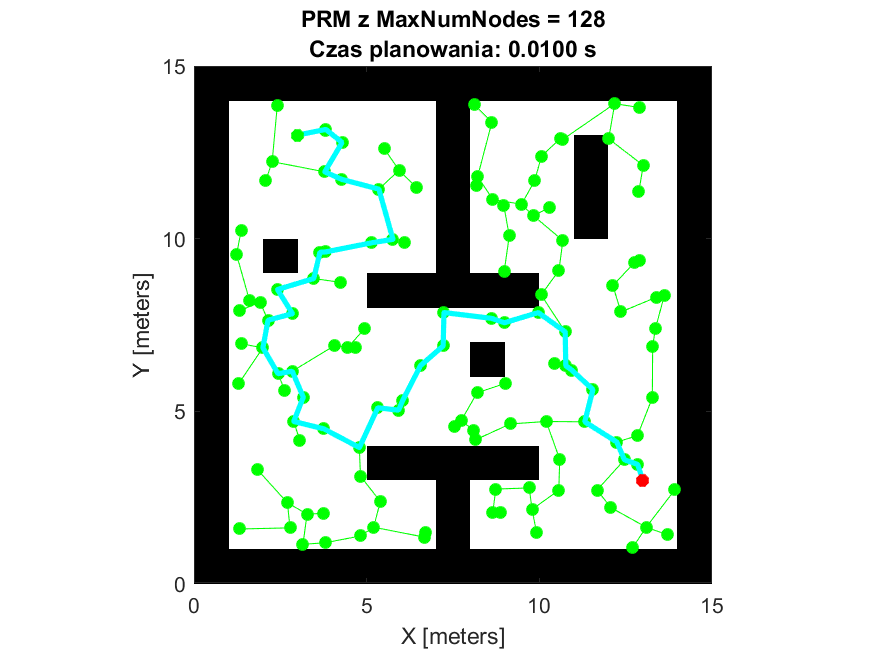 PRM z MaxNumNodes = 128
Czas planowania: 0.0100 s
15
10
5
0
Y [meters]
0 5 10 15
X [meters]